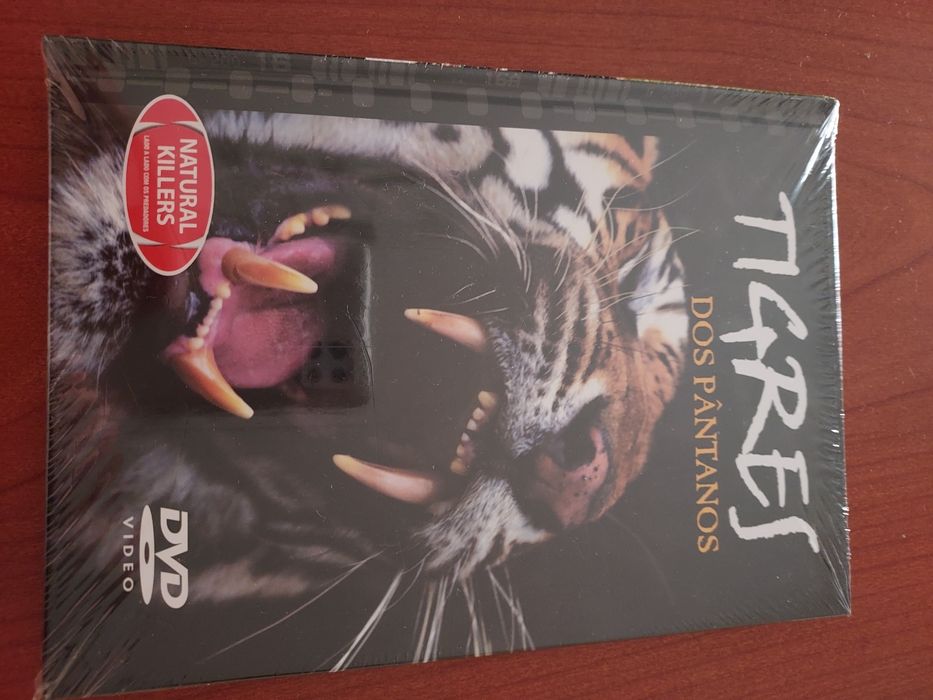 TIGRES
DOS PÂNTANOS
NATURAL
KILLERS
LADO A LADO COM OS PREDADORES
DVD
VIDEO